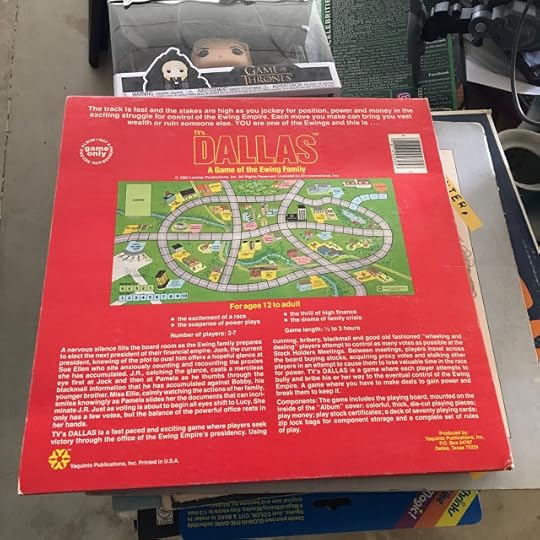 GAME OF THRONES
WARNING
Facebook
The track is fast and the stakes are high as you jockey for position, power and money in the
exciting struggle for control of the Ewing Empire. Each move you make can bring you vast
wealth or ruin someone else. YOU are one of the Ewings and this is . . .
game only
TV's
DALLAS™
A Game of the Ewing Family
For ages 12 to adult
• the excitement of a race
• the suspense of power plays
• the thrill of high finance
• the drama of family crisis
Number of players: 2-7
Game length: ½ to 3 hours
A nervous silence fills the board room as the Ewing family prepares
to elect the next president of their financial empire. Jock, the current
president, knowing of the plot to oust him offers a hopeful glance at
Sue Ellen who sits anxiously counting and recounting the proxies
she has accumulated. J.R., catching the glance, casts a merciless
eye first at Jock and then at Pamela as he thumbs through the
blackmail information that he has accumulated against Bobby, his
younger brother. Miss Ellie, calmly watching the actions of her family,
smiles knowingly as Pamela slides her the documents that can incri-
minate J.R. Just as voting is about to begin all eyes shift to Lucy. She
only has a few votes, but the balance of the powerful office rests in
her hands.
TV's DALLAS is a fast paced and exciting game where players seek
victory through the office of the Ewing Empire's presidency. Using
cunning, bribery, blackmail and good old fashioned "wheeling and
dealing" players attempt to control as many votes as possible at the
Stock Holders Meetings. Between meetings, players travel across
the board buying stocks, acquiring proxy votes and stalking other
players in an attempt to cause them to lose valuable time in the race
for power. TV's DALLAS is a game where each player attempts to
bully and bribe his or her way to the eventual control of the Ewing
Empire. A game where you have to make deals to gain power and
break them to keep it.
Components: The game includes the playing board, mounted on the
inside of the "Album" cover; colorful, thick, die-cut playing pieces;
play money; play stock certificates; a deck of seventy playing cards;
zip lock bags for component storage and a complete set of rules
of play.
Yaquinto Publications, Inc. Printed in U.S.A.
Produced by:
Yaquinto Publications, Inc.
P.O. Box 24767
Dallas, Texas 75224
TER.
Shrinks
like
magic!